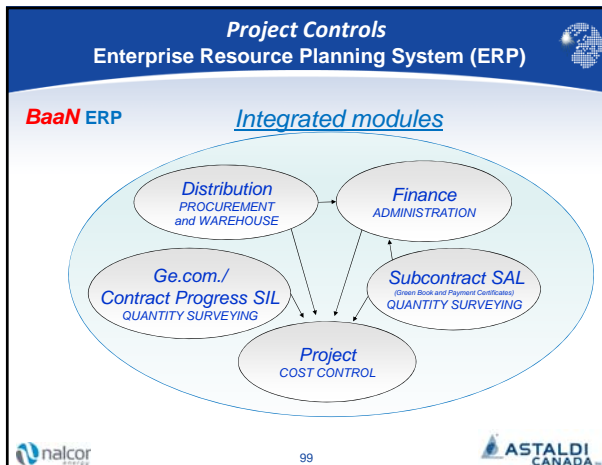 Project Controls
Enterprise Resource Planning System (ERP)
BaaN ERP
Integrated modules
Distribution
PROCUREMENT
and WAREHOUSE
Finance
ADMINISTRATION
Ge.com./
Contract Progress SIL
QUANTITY SURVEYING
Subcontract SAL
(Green Book and Payment Certificates)
QUANTITY SURVEYING
Project
COST CONTROL
nalcor
energy
99
ASTALDI
CANADA